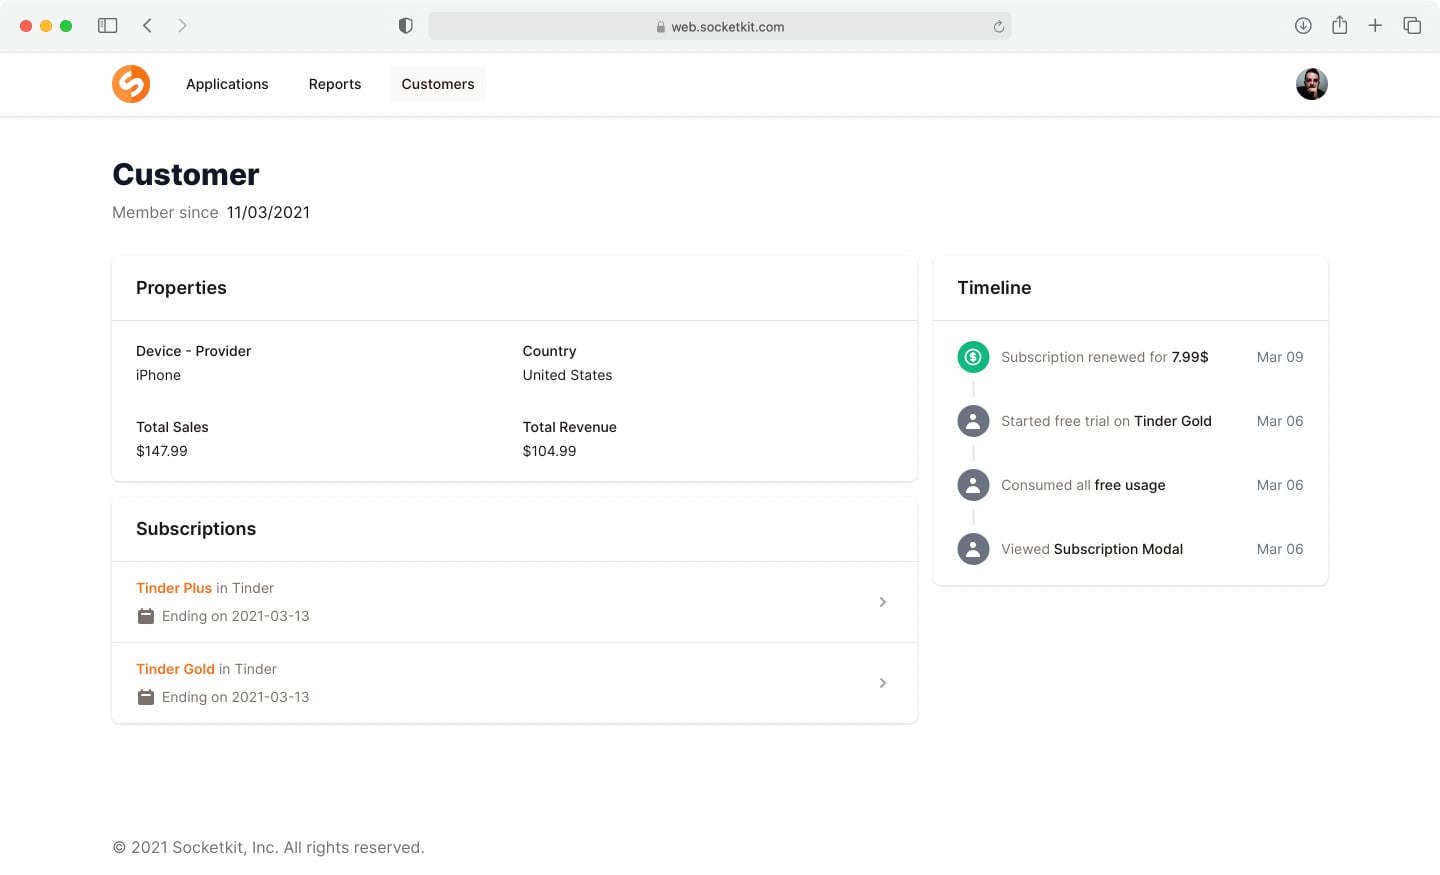 web.socketkit.com
Applications Reports Customers
Customer
Member since 11/03/2021
Properties
Device - Provider Country
iPhone United States
Total Sales Total Revenue
$147.99 $104.99
Subscriptions
Tinder Plus in Tinder
Ending on 2021-03-13
Tinder Gold in Tinder
Ending on 2021-03-13
Timeline
Subscription renewed for 7.99$ Mar 09
Started free trial on Tinder Gold Mar 06
Consumed all free usage Mar 06
Viewed Subscription Modal Mar 06
© 2021 Socketkit, Inc. All rights reserved.